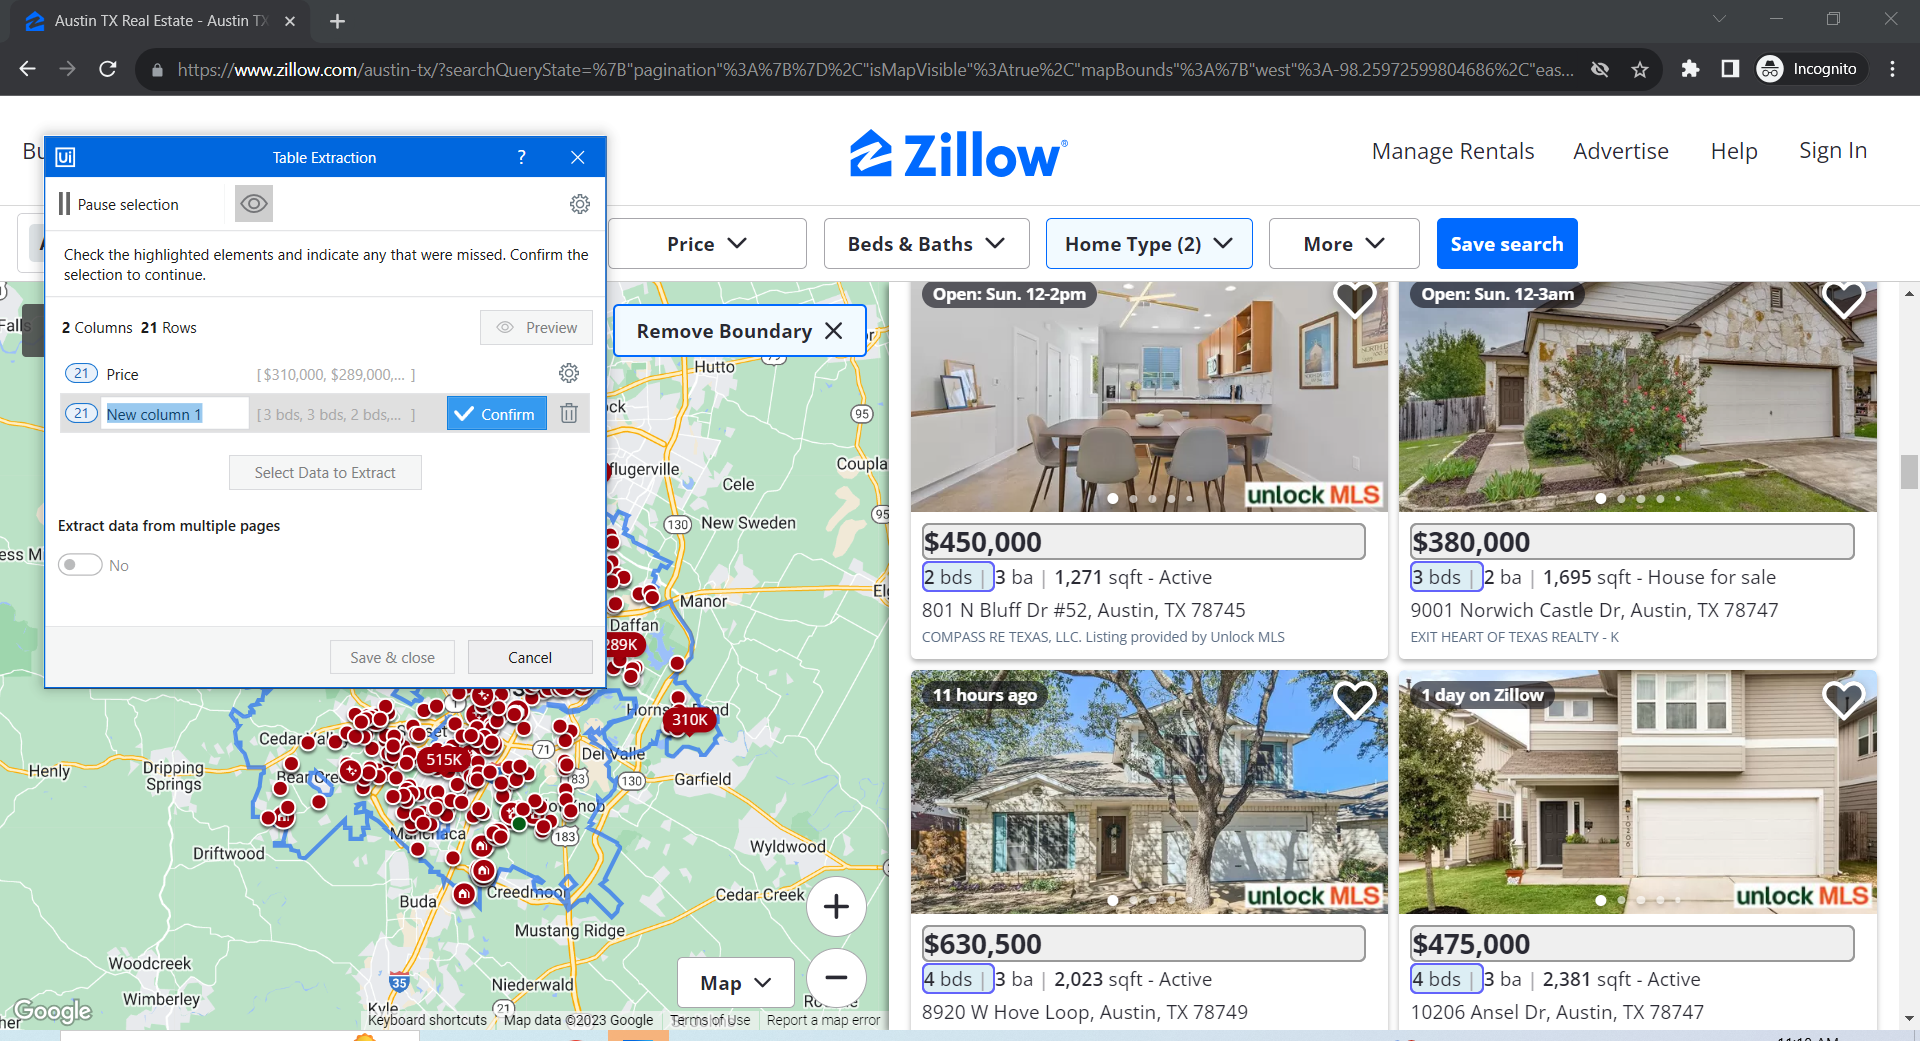 Austin TX Real Estate - Austin TX
https://www.zillow.com/austin-tx/?searchQueryState=%7B"pagination"%3A%7B%7D%2C"isMapVisible"%3Atrue%2C"mapBounds"%3A%7B"west"%3A-98.25972599804686%2C"eas...
Incognito
Ui
Table Extraction
?
Pause selection
Check the highlighted elements and indicate any that were missed. Confirm the
selection to continue.
2 Columns 21 Rows
Preview
21 Price [ $310,000, $289,000,... ]
21 New column 1 [ 3 bds, 3 bds, 2 bds,... ] Confirm
Select Data to Extract
Extract data from multiple pages
No
Save & close
Cancel
Zillow®
Manage Rentals
Advertise
Help
Sign In
Price
Beds & Baths
Home Type (2)
More
Save search
Remove Boundary
Hutto
95
Coupla
Cele
95
130
New Sweden
Manor
Daffan
289K
310K
515K
71
Del Valle
183
130
Garfield
Henly
Dripping
Springs
Driftwood
Manchaca
183
Wyldwood
Cedar Creek
Creedmoor
Buda
Mustang Ridge
Woodcreek
Wimberley
35
Niederwald
Kyle
21
Map
Google
Keyboard shortcuts
Map data ©2023 Google
Terms of Use
Report a map error
Open: Sun. 12-2pm
unlock MLS
$450,000
2 bds | 3 ba | 1,271 sqft - Active
801 N Bluff Dr #52, Austin, TX 78745
COMPASS RE TEXAS, LLC. Listing provided by Unlock MLS
Open: Sun. 12-3am
$380,000
3 bds | 2 ba | 1,695 sqft - House for sale
9001 Norwich Castle Dr, Austin, TX 78747
EXIT HEART OF TEXAS REALTY - K
11 hours ago
unlock MLS
$630,500
4 bds | 3 ba | 2,023 sqft - Active
8920 W Hove Loop, Austin, TX 78749
1 day on Zillow
unlock MLS
$475,000
4 bds | 3 ba | 2,381 sqft - Active
10206 Ansel Dr, Austin, TX 78747